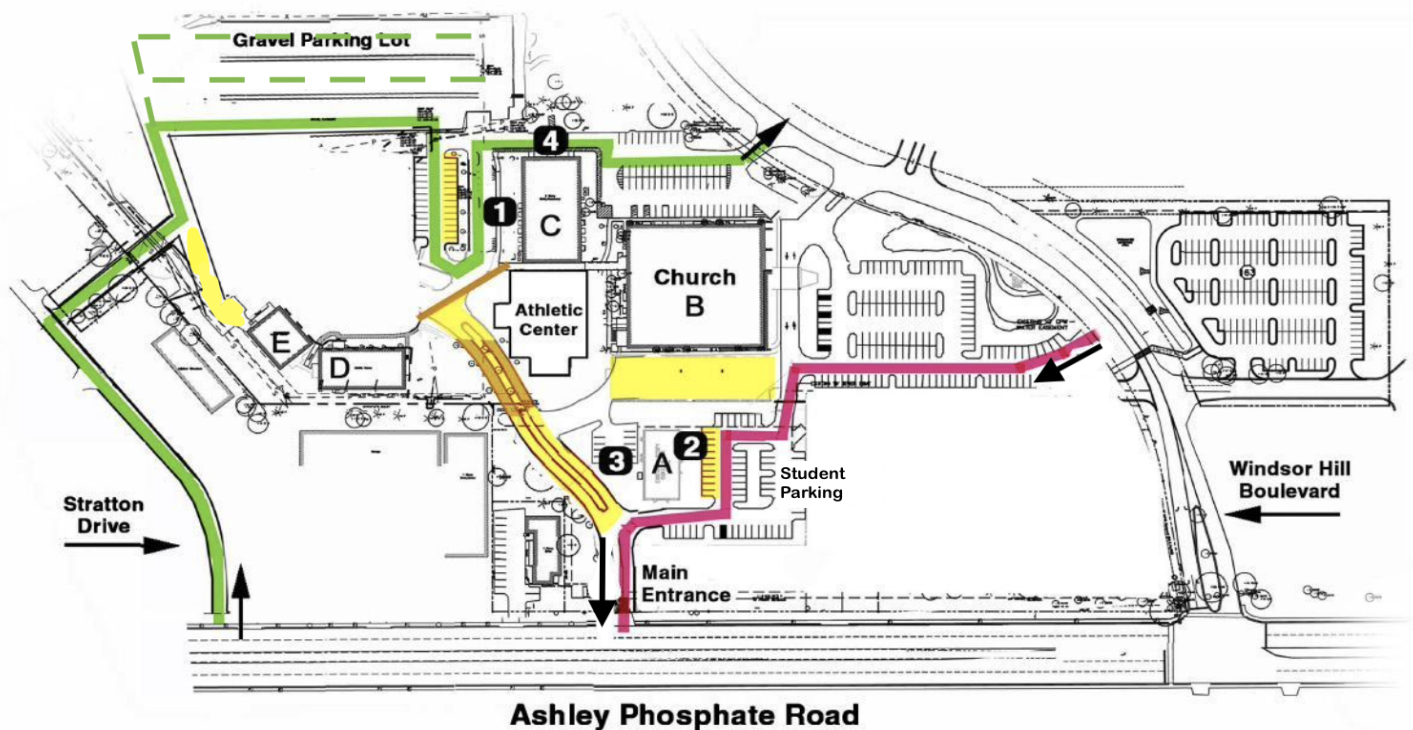 Gravel Parking Lot
4
1
C
Church
B
163
Athletic
Center
E
D
2
3
A
Student
Parking
Stratton
Drive
Windsor Hill
Boulevard
Main
Entrance
Ashley Phosphate Road